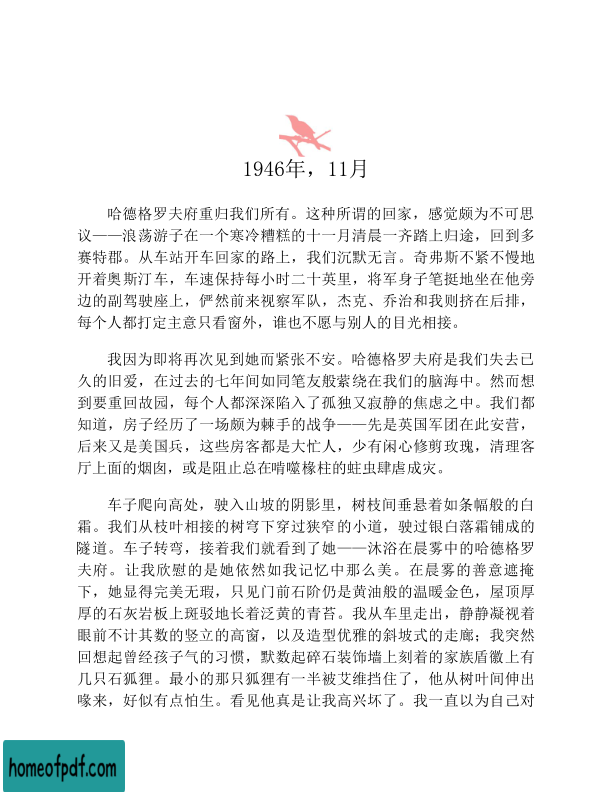 1946年，11月
哈德格罗夫府重归我们所有。这种所谓的回家，感觉颇为不可思
议——浪荡游子在一个寒冷糟糕的十一月清晨一齐踏上归途，回到多
赛特郡。从车站开车回家的路上，我们沉默无言。奇弗斯不紧不慢地
开着奥斯汀车，车速保持每小时二十英里，将军身子笔挺地坐在他旁
边的副驾驶座上，俨然前来视察军队，杰克、乔治和我则挤在后排，
每个人都打定主意只看窗外，谁也不愿与别人的目光相接。
我因为即将再次见到她而紧张不安。哈德格罗夫府是我们失去已
久的旧爱，在过去的七年间如同笔友般萦绕在我们的脑海中。然而想
到要重回故园，每个人都深深陷入了孤独又寂静的焦虑之中。我们都
知道，房子经历了一场颇为棘手的战争——先是英国军团在此安营，
后来又是美国兵，这些房客都是大忙人，少有闲心修剪玫瑰，清理客
厅上面的烟囱，或是阻止总在啃噬椽柱的蛀虫肆虐成灾。
车子爬向高处，驶入山坡的阴影里，树枝间垂悬着如条幅般的白
霜。我们从枝叶相接的树穹下穿过狭窄的小道，驶过银白落霜铺成的
隧道。车子转弯，接着我们就看到了她——沐浴在晨雾中的哈德格罗
夫府。让我欣慰的是她依然如我记忆中那么美。在晨雾的善意遮掩
下，她显得完美无瑕，只见门前石阶仍是黄油般的温暖金色，屋顶厚
厚的石灰岩板上斑驳地长着泛黄的青苔。我从车里走出，静静凝视着
眼前不计其数的竖立的高窗，以及造型优雅的斜坡式的走廊；我突然
回想起曾经孩子气的习惯，默数起碎石装饰墙上刻着的家族盾徽上有
几只石狐狸。最小的那只狐狸有一半被艾维挡住了，他从树叶间伸出
喙来，好似有点怕生。看见他真是让我高兴坏了。我一直以为自己对
homeofpdf.com